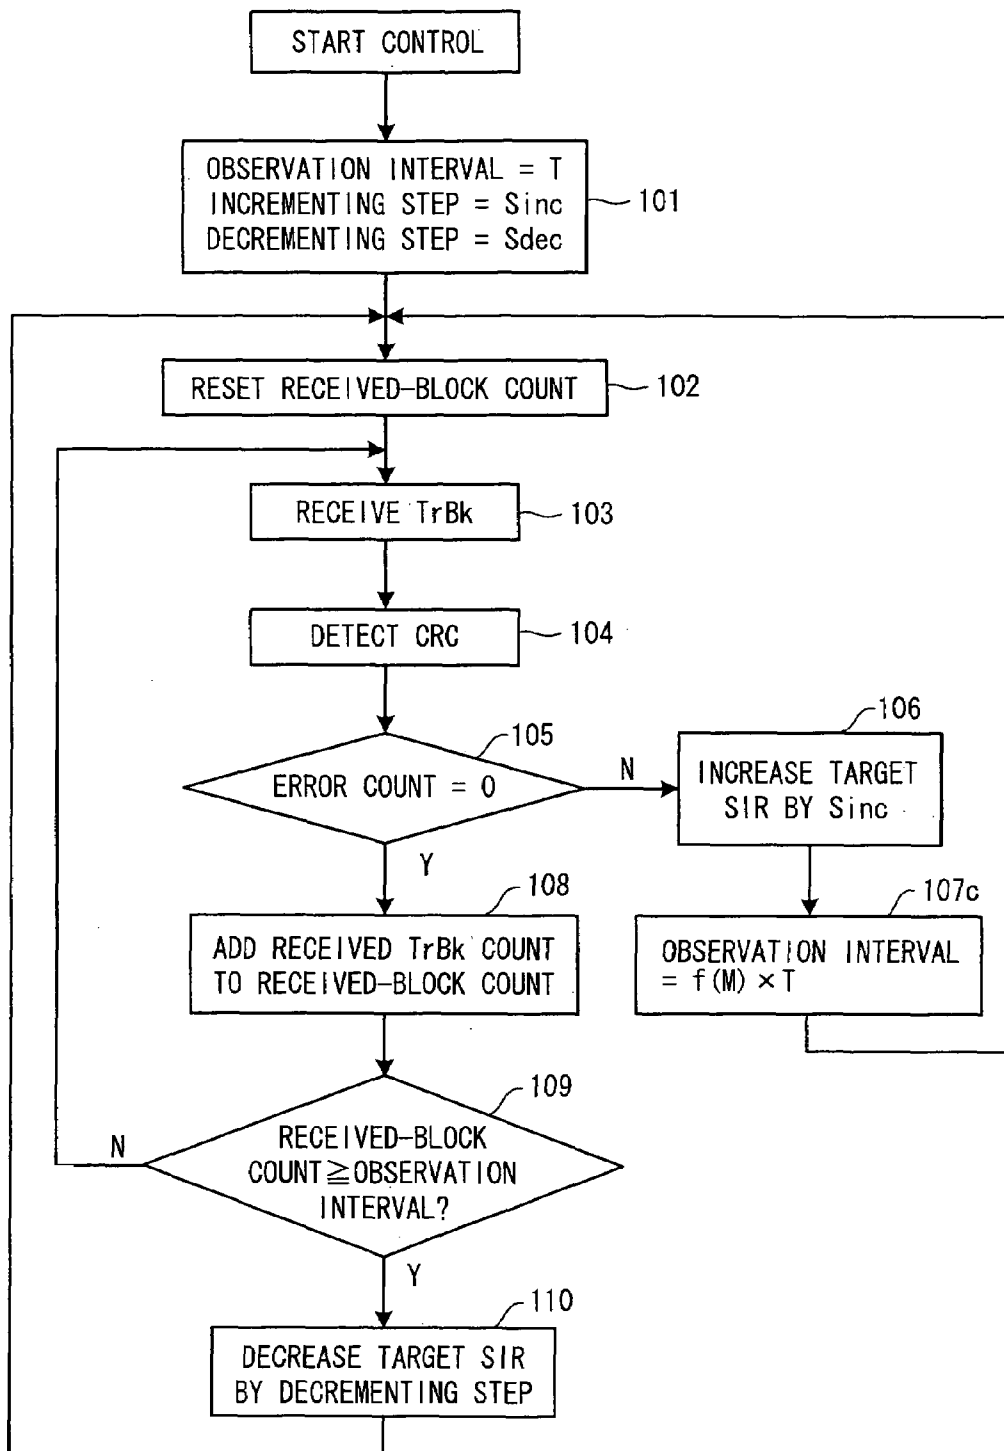 START CONTROL
OBSERVATION INTERVAL = T
INCREMENTING STEP = Sinc
DECREMENTING STEP = Sdec
101
RESET RECEIVED-BLOCK COUNT
102
RECEIVE TrBk
103
DETECT CRC
104
105
ERROR COUNT = 0
N
Y
106
INCREASE TARGET
SIR BY Sinc
107c
OBSERVATION INTERVAL
= f(M) × T
108
ADD RECEIVED TrBk COUNT
TO RECEIVED-BLOCK COUNT
109
RECEIVED-BLOCK
COUNT≧OBSERVATION
INTERVAL?
N
Y
110
DECREASE TARGET SIR
BY DECREMENTING STEP